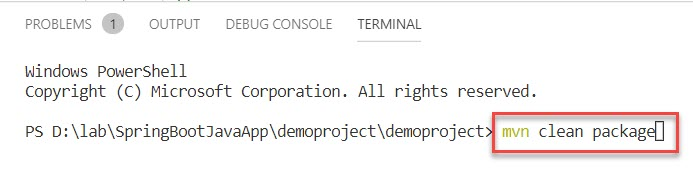 PROBLEMS 1 OUTPUT DEBUG CONSOLE TERMINAL
Windows PowerShell
Copyright (C) Microsoft Corporation. All rights reserved.
PS D:\lab\SpringBootJavaApp\demoproject\demoproject> mvn clean package